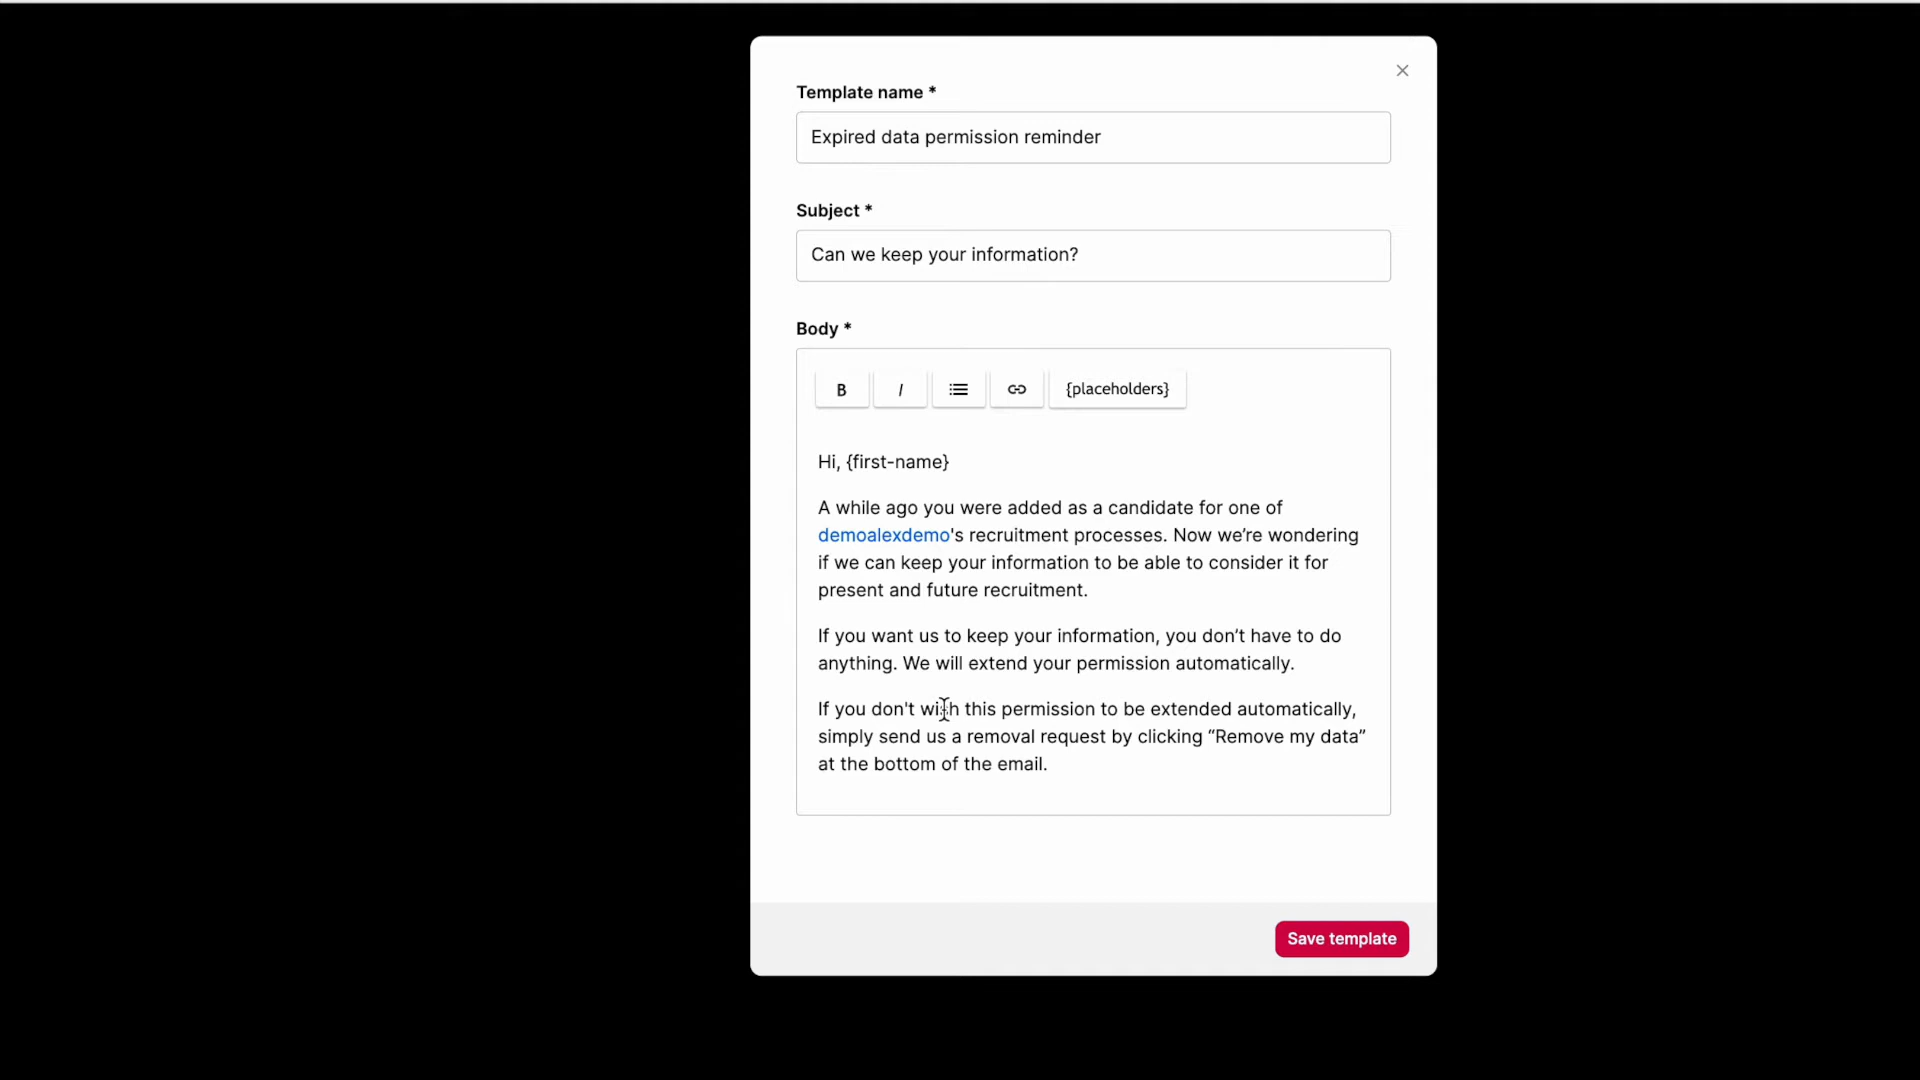 Template name *
Expired data permission reminder
Subject *
Can we keep your information?
Body *
B I {placeholders}
Hi, {first-name}
A while ago you were added as a candidate for one of
demoalexdemo's recruitment processes. Now we’re wondering
if we can keep your information to be able to consider it for
present and future recruitment.
If you want us to keep your information, you don’t have to do
anything. We will extend your permission automatically.
If you don't wish this permission to be extended automatically,
simply send us a removal request by clicking “Remove my data”
at the bottom of the email.
Save template